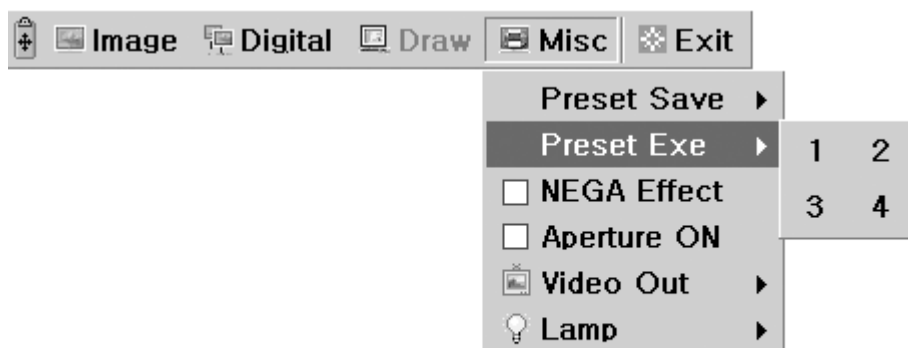 Image Digital Draw Misc Exit
Preset Save
Preset Exe
1 2
NEGA Effect
3 4
Aperture ON
Video Out
Lamp